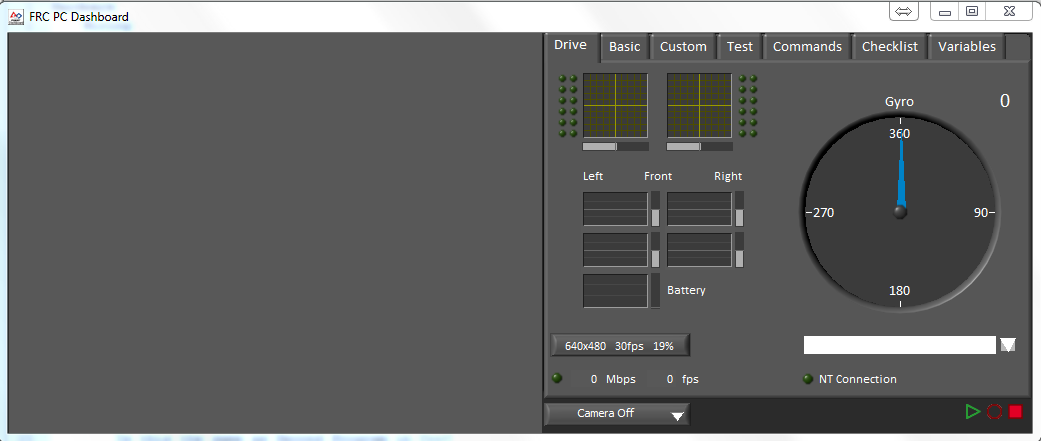 FRC PC Dashboard
Drive Basic Custom Test Commands Checklist Variables
Gyro 0
360
Left Front Right
270 90
180
Battery
640x480 30fps 19%
0 Mbps 0 fps
NT Connection
Camera Off